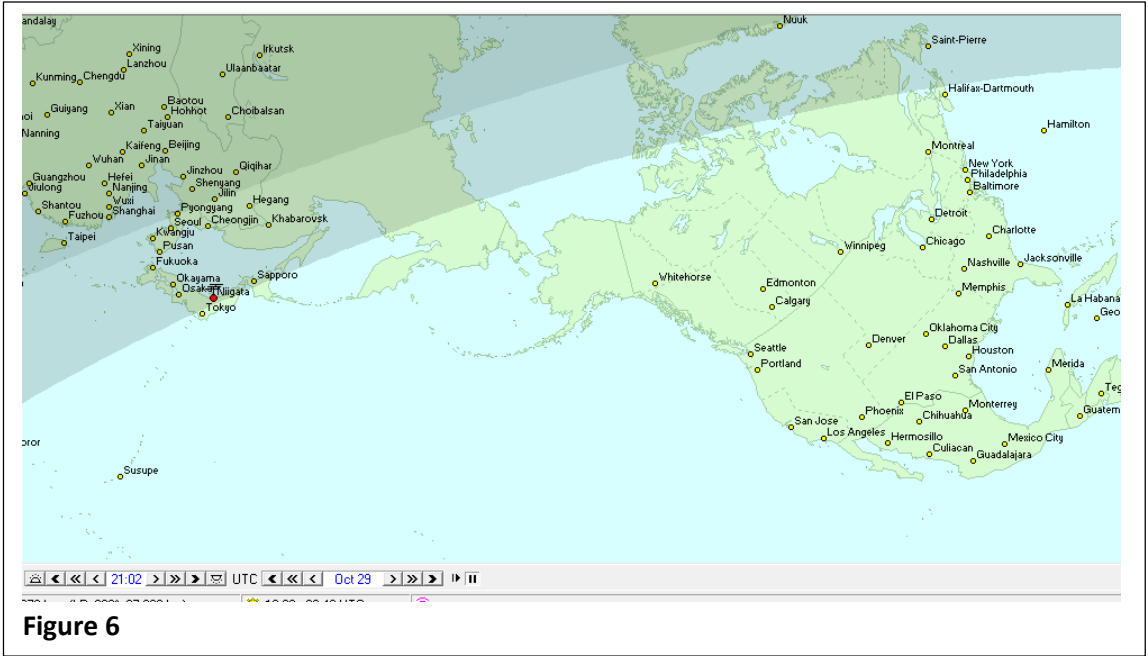 andalay
Nuuk
Saint-Pierre
Xining
Irkutsk
Lanzhou
Ulaanbaatar
Kunming
Chengdu
Halifax-Dartmouth
Baotou
Guiyang
Xian
Hohhot
Choibalsan
oi
Taiyuan
Hamilton
Nanning
Kaifeng
Beijing
Montreal
Wuhan
Jinan
Qiqihar
New York
Guangzhou
Hefei
Jinzhou
Philadelphia
Jiulong
Nanjing
Shenyang
Baltimore
Wuxi
Jilin
Shantou
Shanghai
Pyongyang
Hegang
Fuzhou
Seoul
Cheongjin
Khabarovsk
Detroit
Taipei
Kwangju
Charlotte
Pusan
Winnipeg
Chicago
Fukuoka
Nashville
Jacksonville
Okayama
Sapporo
Whitehorse
Edmonton
Niigata
Memphis
Calgary
La Habana
Tokyo
Geo
Oklahoma City
Denver
Dallas
Seattle
Houston
Portland
San Antonio
Merida
Teg
El Paso
Phoenix
Monterrey
Guatem
San Jose
Chihuahua
Los Angeles
Hermosillo
Mexico City
oror
Culiacan
Guadalajara
Susupe
21:02 UTC Oct 29
Figure 6